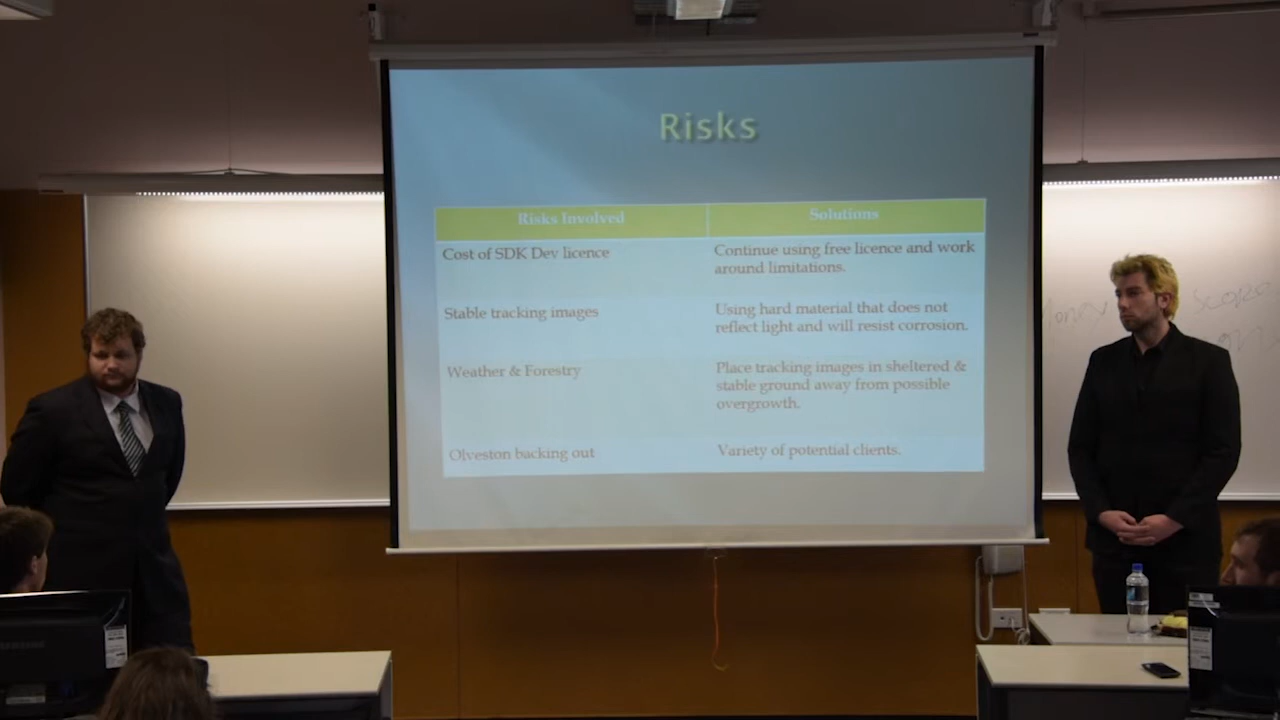 Risks
Risks Involved
Solutions
Cost of SDK Dev licence
Continue using free licence and work
around limitations.
Stable tracking images
Using hard material that does not
reflect light and will resist corrosion.
Weather & Forestry
Place tracking images in sheltered &
stable ground away from possible
overgrowth.
Olveston backing out
Variety of potential clients.